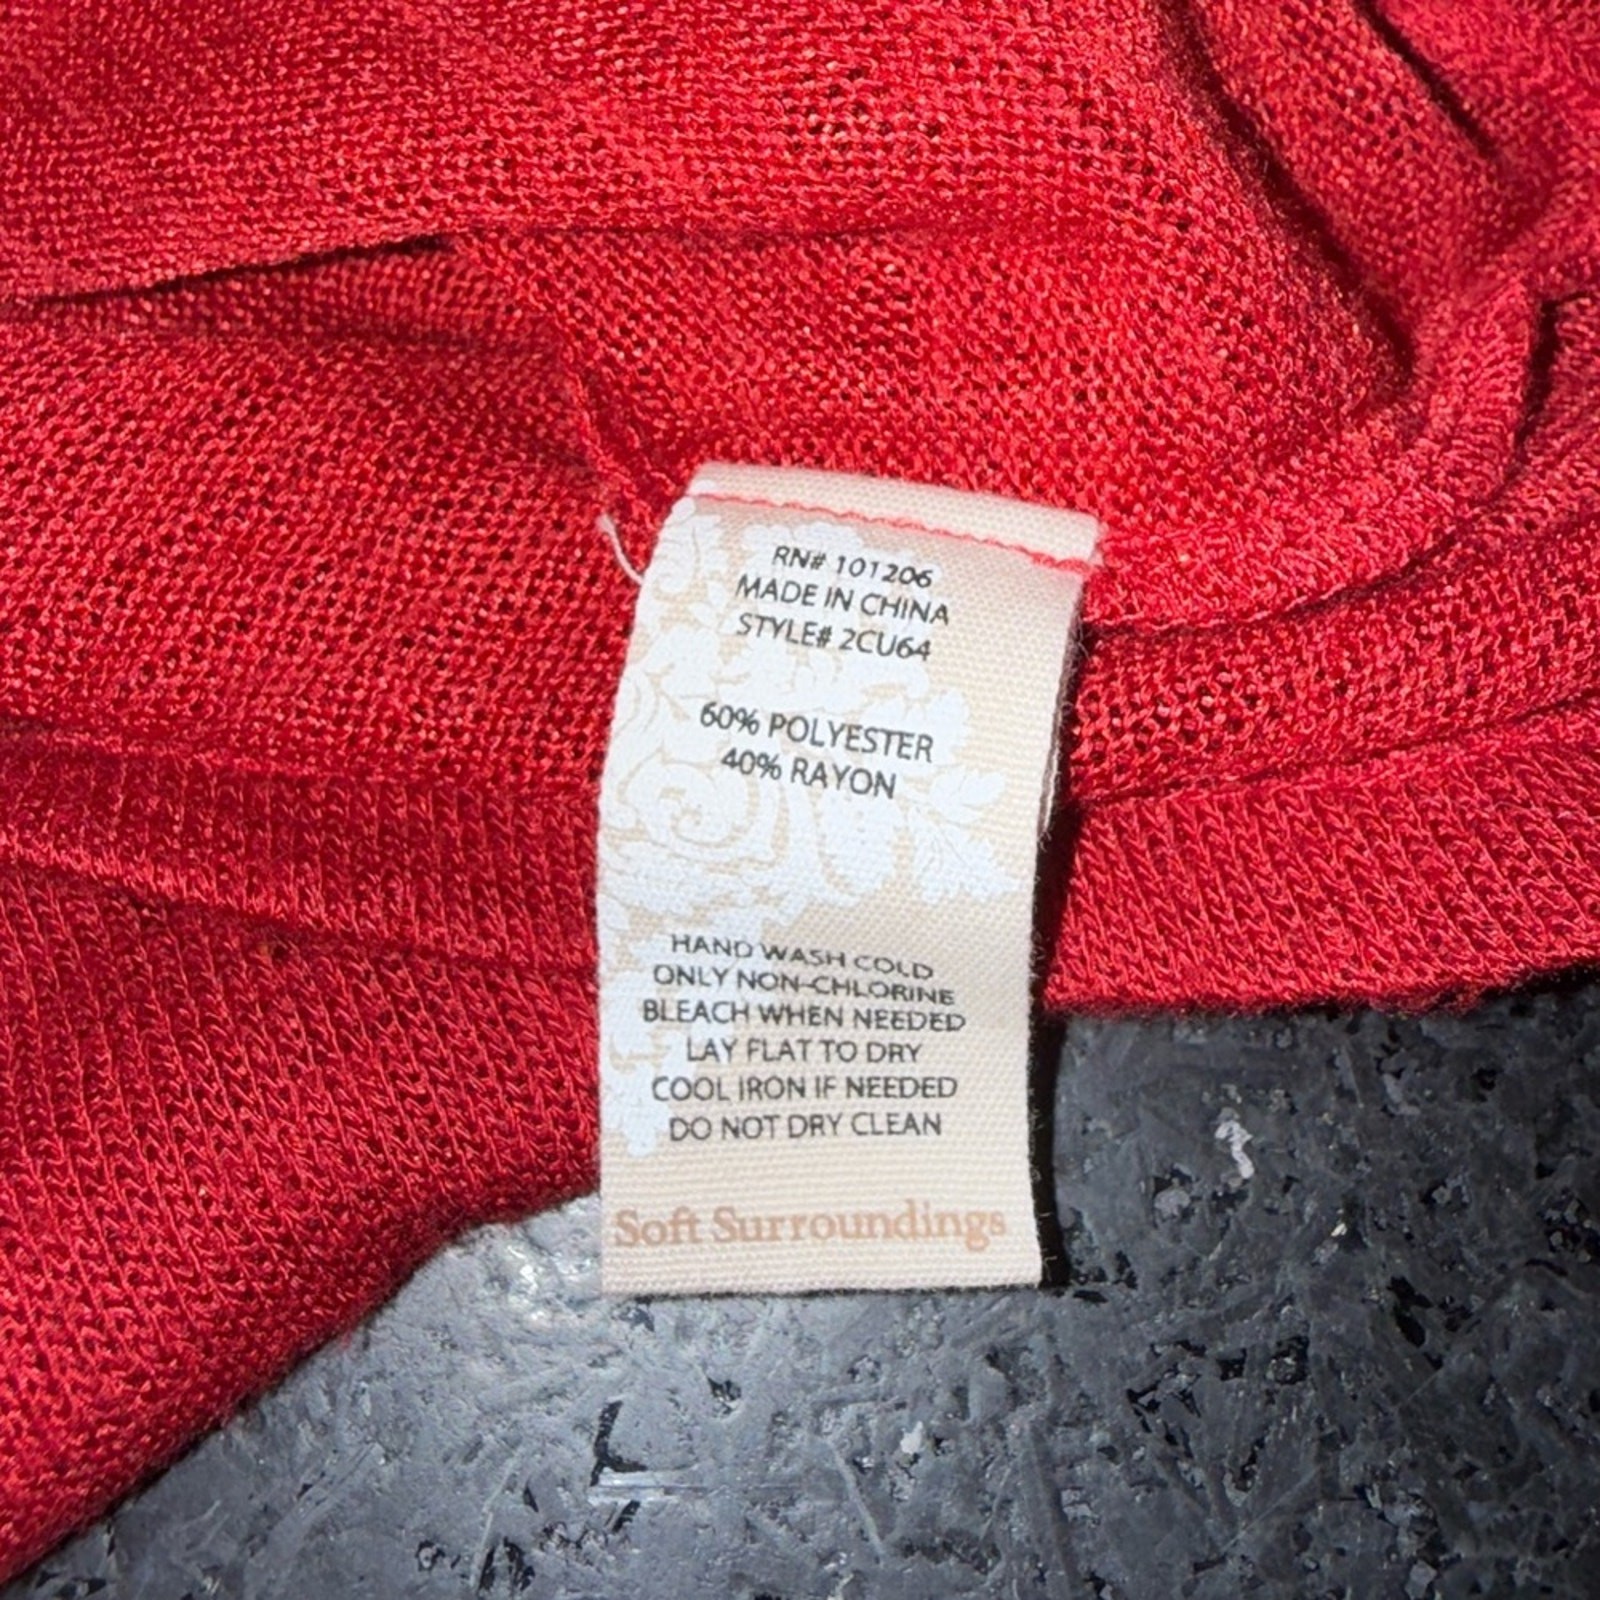 RN# 101206
MADE IN CHINA
STYLE# 2CU64
60% POLYESTER
40% RAYON
HAND WASH COLD
ONLY NON-CHLORINE
BLEACH WHEN NEEDED
LAY FLAT TO DRY
COOL IRON IF NEEDED
DO NOT DRY CLEAN
Soft Surroundings